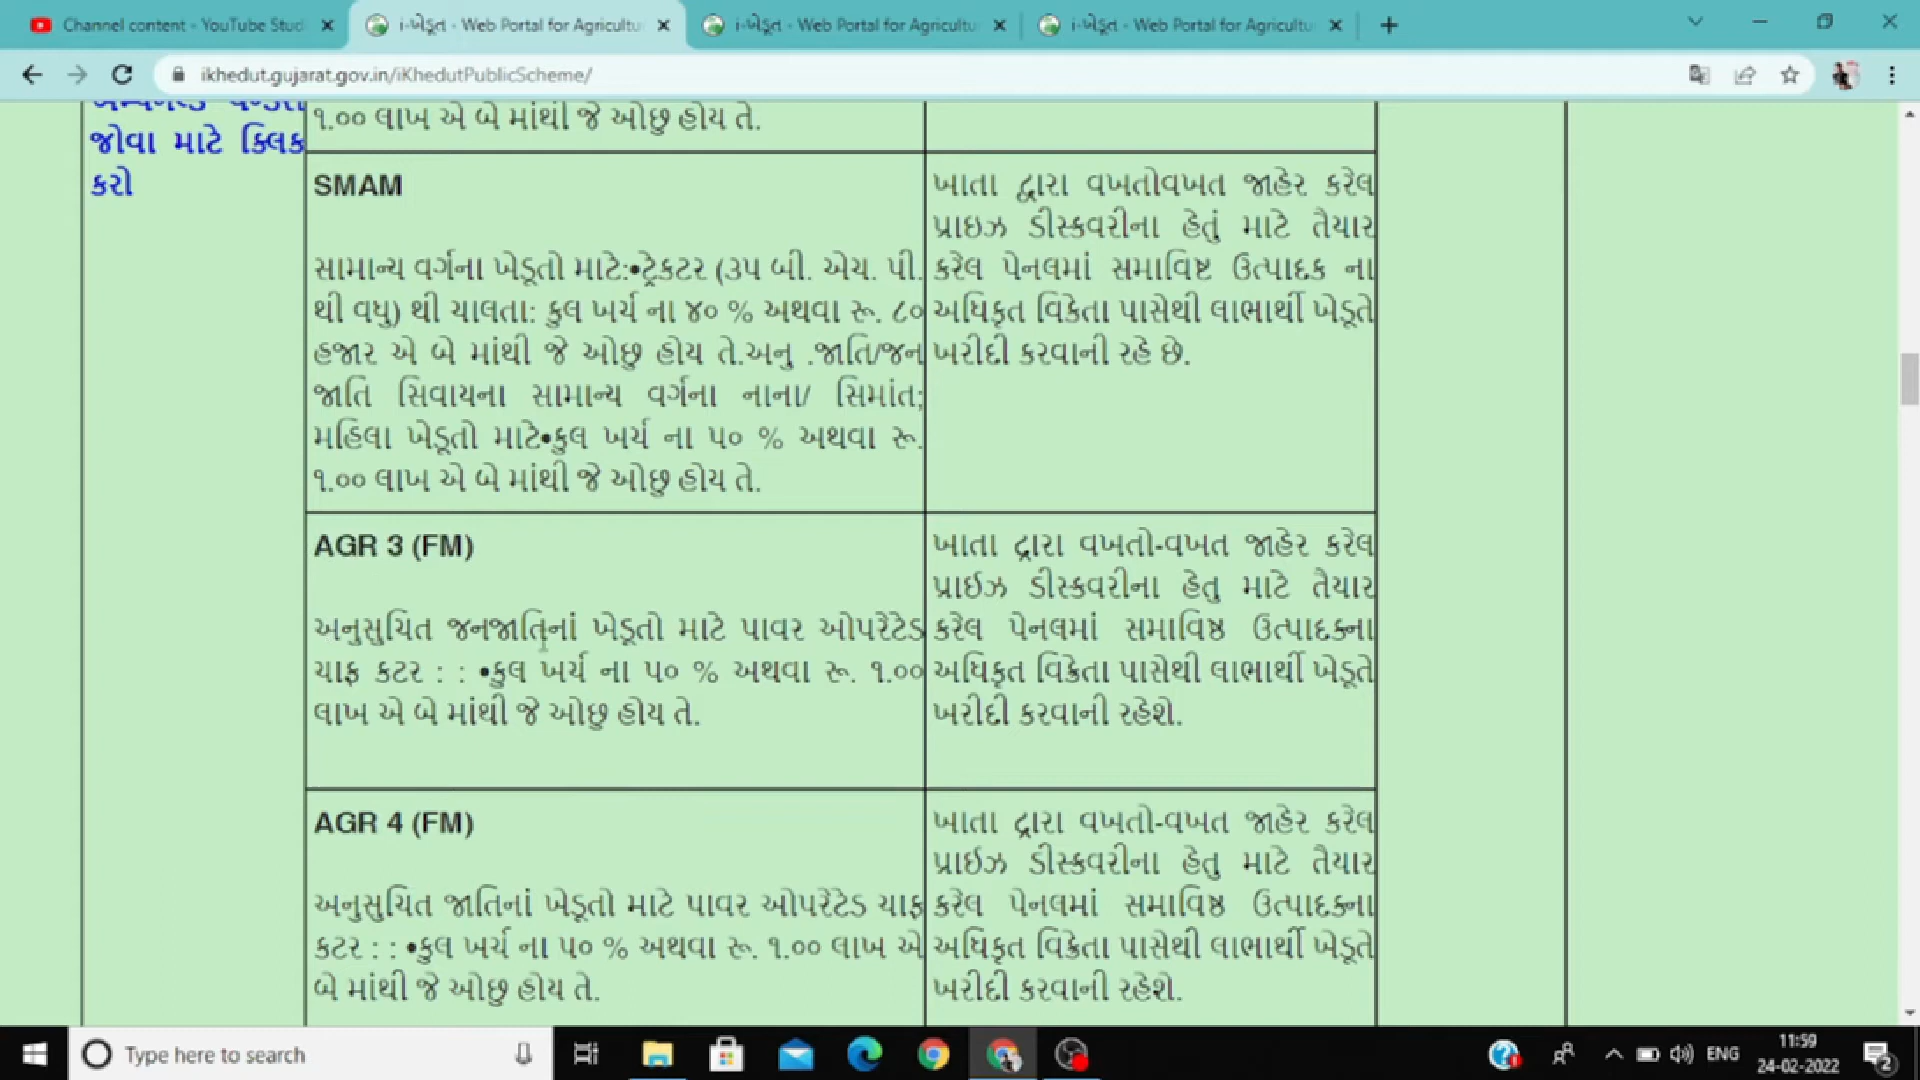 Channel content - YouTube Stud
i-ખેડૂત - Web Portal for Agricultu
i-ખેડૂત - Web Portal for Agricultu
i-ખેડૂત - Web Portal for Agricultu
ikhedut.gujarat.gov.in/iKhedutPublicScheme/
જોવા માટે ક્લિક
કરો
૧.૦૦ લાખ એ બે માંથી જે ઓછુ હોય તે.
SMAM
સામાન્ય વર્ગના ખેડૂતો માટે:•ટ્રેકટર (૩૫ બી. એચ. પી.
થી વધુ) થી ચાલતા: કુલ ખર્ચ ના ૪૦ % અથવા રૂ. ૮૦
હજાર એ બે માંથી જે ઓછુ હોય તે.અનુ .જાતિ/જન
જાતિ સિવાયના સામાન્ય વર્ગના નાના/ સિમાંત;
મહિલા ખેડૂતો માટે•કુલ ખર્ચ ના ૫૦ % અથવા રૂ.
૧.૦૦ લાખ એ બે માંથી જે ઓછુ હોય તે.
ખાતા દ્વારા વખતોવખત જાહેર કરેલ
પ્રાઇઝ ડીસ્કવરીના હેતું માટે તૈયાર
કરેલ પેનલમાં સમાવિષ્ટ ઉત્પાદક ના
અધિકૃત વિક્રેતા પાસેથી લાભાર્થી ખેડૂતે
ખરીદી કરવાની રહે છે.
AGR 3 (FM)
અનુસુચિત જનજાતિનાં ખેડૂતો માટે પાવર ઓપરેટેડ
ચાફ કટર : : •કુલ ખર્ચ ના ૫૦ % અથવા રૂ. ૧.૦૦
લાખ એ બે માંથી જે ઓછુ હોય તે.
ખાતા દ્રારા વખતો-વખત જાહેર કરેલ
પ્રાઈઝ ડીસ્કવરીના હેતુ માટે તૈયાર
કરેલ પેનલમાં સમાવિષ્ઠ ઉત્પાદક્ના
અધિકૃત વિક્રેતા પાસેથી લાભાર્થી ખેડૂતે
ખરીદી કરવાની રહેશે.
AGR 4 (FM)
અનુસુચિત જાતિનાં ખેડૂતો માટે પાવર ઓપરેટેડ ચાફ
કટર : : •કુલ ખર્ચ ના ૫૦ % અથવા રૂ. ૧.૦૦ લાખ એ
બે માંથી જે ઓછુ હોય તે.
ખાતા દ્રારા વખતો-વખત જાહેર કરેલ
પ્રાઈઝ ડીસ્કવરીના હેતુ માટે તૈયાર
કરેલ પેનલમાં સમાવિષ્ઠ ઉત્પાદક્ના
અધિકૃત વિક્રેતા પાસેથી લાભાર્થી ખેડૂતે
ખરીદી કરવાની રહેશે.
Type here to search
ENG
11:59
24-02-2022
2